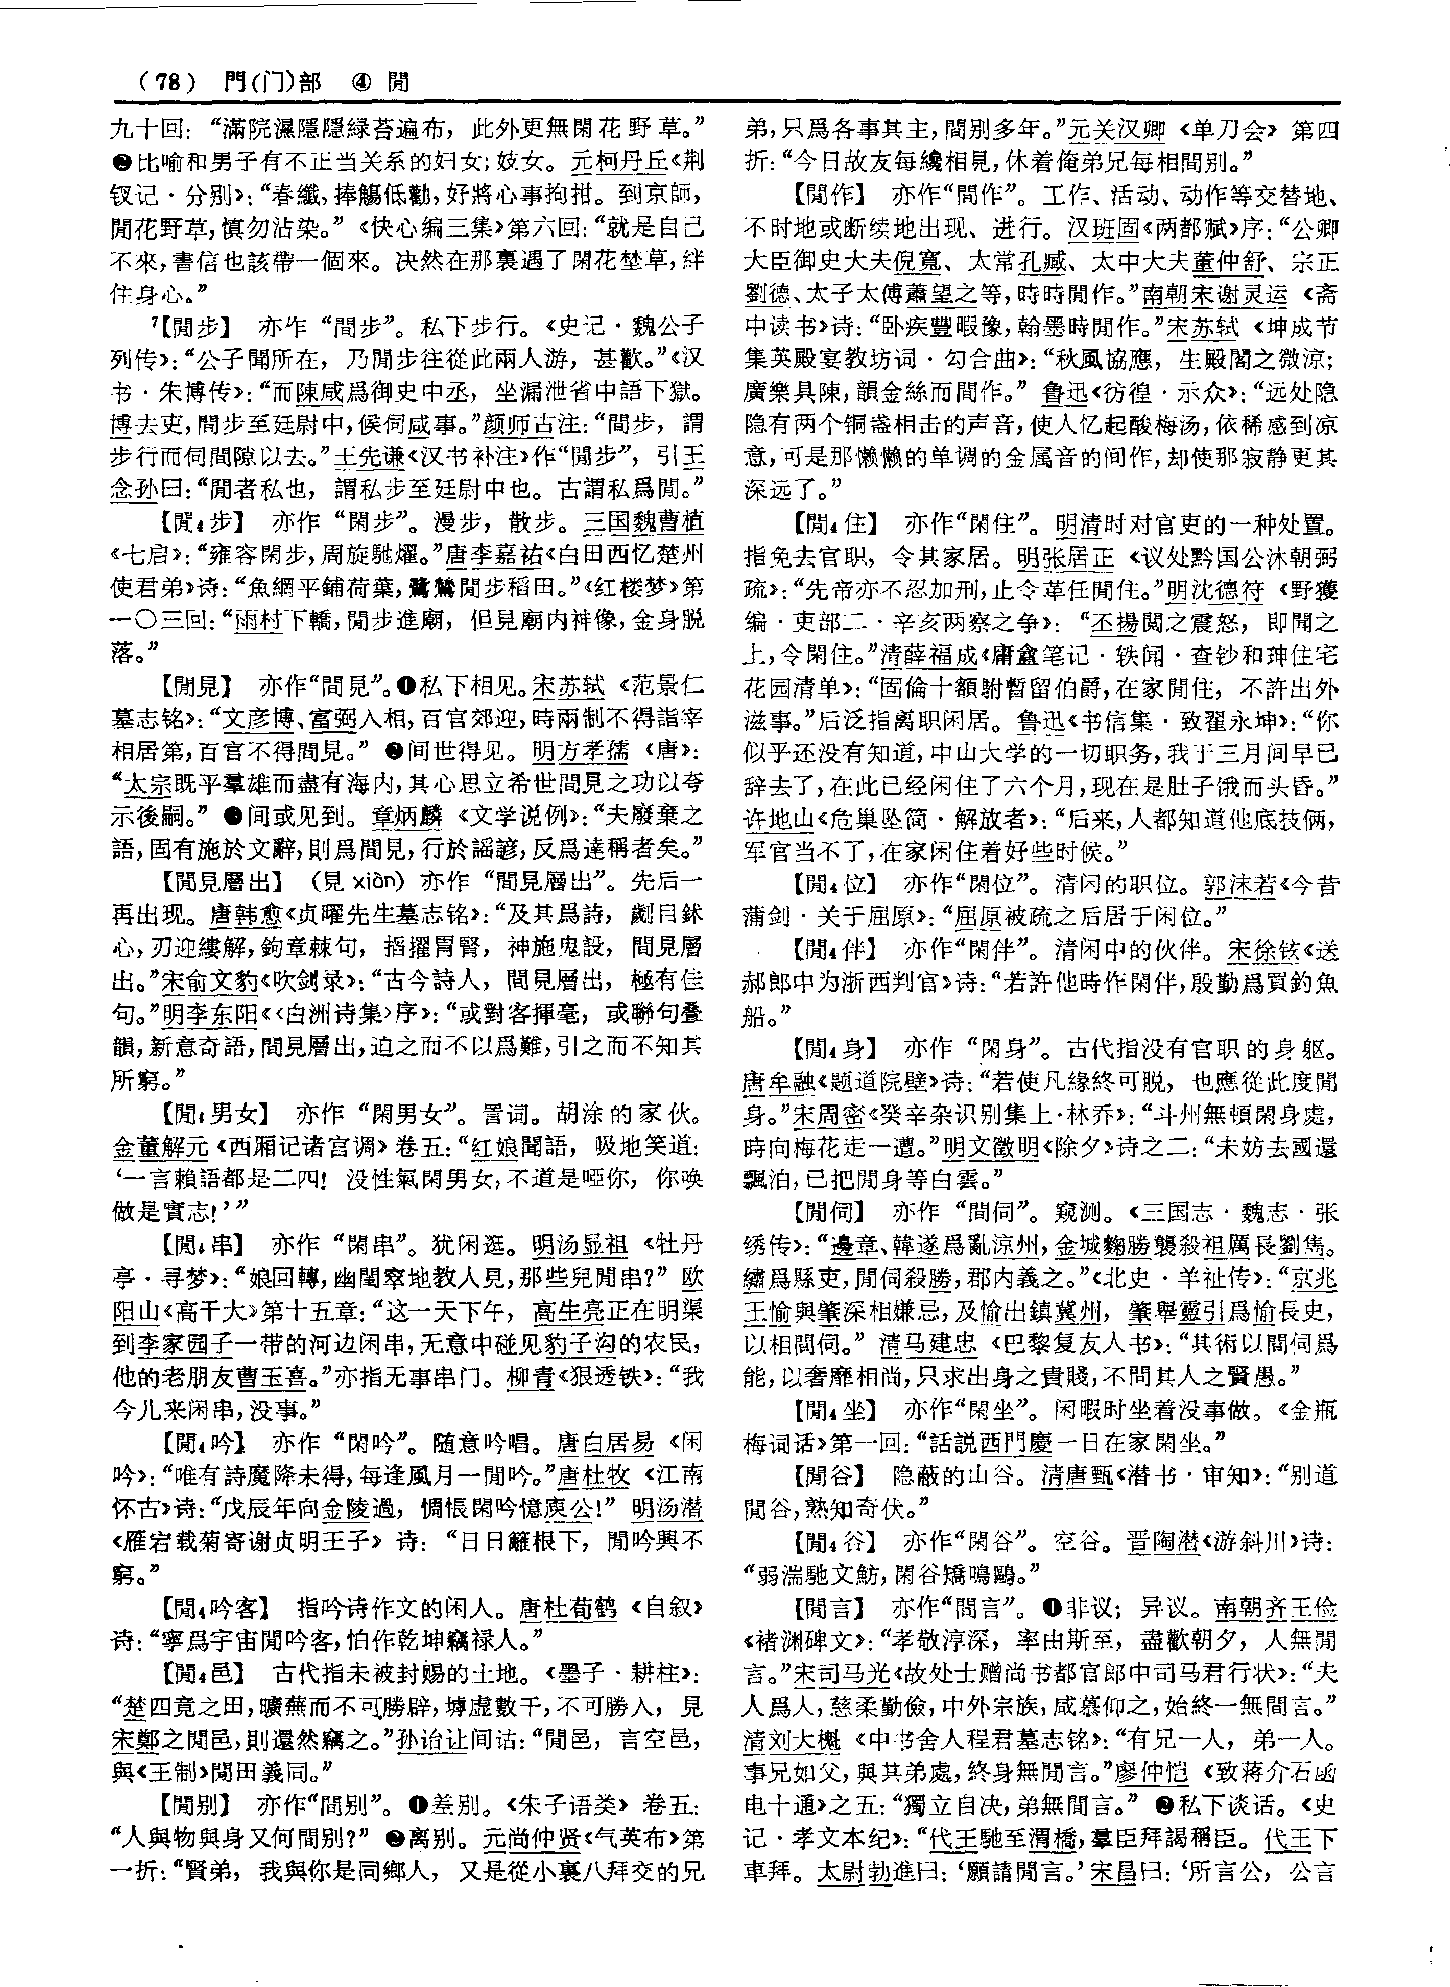 （78） 門(门)部 ④ 閒
九十回：“滿院濕隱隱緑苔遍布，此外更無閑花野草。”
❷比喻和男子有不正当关系的妇女；妓女。元柯丹丘《荆
钗记·分别》：“春纖，捧觴低勸，好將心事拘拑。到京師，
閒花野草，慎勿沾染。”《快心编三集》第六回：“就是自己
不來，書信也該帶一個來。决然在那裏遇了閑花埜草，絆
住身心。”
【閒步】 亦作“間步”。私下步行。《史记·魏公子
列传》：“公子聞所在，乃閒步往從此兩人游，甚歡。”《汉
书·朱博传》：“而陳咸爲御史中丞，坐漏泄省中語下獄。
博去吏，間步至廷尉中，候伺咸事。”颜师古注：“間步，謂
步行而伺間隙以去。”王先谦《汉书补注》作“閒步”，引王
念孙曰：“閒者私也，謂私步至廷尉中也。古謂私爲閒。”
【閒4步】 亦作“閑步”。漫步，散步。三国魏曹植
《七启》：“雍容閑步，周旋馳燿。”唐李嘉祐《白田西忆楚州
使君弟》诗：“魚網平鋪荷葉，鷺鷥閒步稻田。”《红楼梦》第
一〇三回：“雨村下轎，閒步進廟，但見廟内神像，金身脱
落。”
【閒見】 亦作“間見”。❶私下相见。宋苏轼《范景仁
墓志铭》：“文彦博、富弼入相，百官郊迎，時兩制不得詣宰
相居第，百官不得間見。”❷间世得见。明方孝孺《唐》：
“太宗既平羣雄而盡有海内，其心思立希世間見之功以夸
示後嗣。”❸间或见到。章炳麟《文学说例》：“夫廢棄之
語，固有施於文辭，則爲間見，行於謡諺，反爲達稱者矣。”
【閒見層出】（見 xiàn）亦作“間見層出”。先后一
再出现。唐韩愈《贞曜先生墓志铭》：“及其爲詩，劌目鉥
心，刃迎縷解，鉤章棘句，搯擢胃腎，神施鬼設，間見層
出。”宋俞文豹《吹剑录》：“古今詩人，間見層出，極有佳
句。”明李东阳《〈白洲诗集〉序》：“或對客揮毫，或聯句叠
韻，新意奇語，間見層出，迫之而不以爲難，引之而不知其
所窮。”
【閒4男女】 亦作“閑男女”。詈词。胡涂的家伙。
金董解元《西厢记诸宫调》卷五：“红娘聞語，吸地笑道：
‘一言賴語都是二四！没性氣閑男女，不道是啞你，你唤
做是實志！’”
【閒4串】 亦作“閑串”。犹闲逛。明汤显祖《牡丹
亭·寻梦》：“娘回轉，幽閨窣地教人見，那些兒閒串？”欧
阳山《高干大》第十五章：“这一天下午，高生亮正在明渠
到李家园子一带的河边闲串，无意中碰见豹子沟的农民，
他的老朋友曹玉喜。”亦指无事串门。柳青《狠透铁》：“我
今儿来闲串，没事。”
【閒4吟】 亦作“閑吟”。随意吟唱。唐白居易《闲
吟》：“唯有詩魔降未得，每逢風月一閒吟。”唐杜牧《江南
怀古》诗：“戊辰年向金陵過，惆悵閑吟憶庾公！”明汤潜
《雁宕载菊寄谢贞明王子》诗：“日日籬根下，閒吟興不
窮。”
【閒4吟客】 指吟诗作文的闲人。唐杜荀鹤《自叙》
诗：“寧爲宇宙閒吟客，怕作乾坤竊禄人。”
【閒4邑】 古代指未被封赐的土地。《墨子·耕柱》：
“楚四竟之田，曠蕪而不可勝辟，𡑞虚數千，不可勝入，見
宋鄭之閒邑，則還然竊之。”孙诒让间诂：“閒邑，言空邑，
與《王制》閒田義同。”
【閒别】 亦作“間别”。❶差别。《朱子语类》卷五：
“人與物與身又何間别？”❷离别。元尚仲贤《气英布》第
一折：“賢弟，我與你是同鄉人，又是從小裏八拜交的兄
弟，只爲各事其主，間别多年。”元关汉卿《单刀会》第四
折：“今日故友每纔相見，休着俺弟兄每相間别。”
【閒作】 亦作“間作”。工作、活动、动作等交替地、
不时地或断续地出现、进行。汉班固《两都赋》序：“公卿
大臣御史大夫倪寬、太常孔臧、太中大夫董仲舒、宗正
劉德、太子太傅蕭望之等，時時閒作。”南朝宋谢灵运《斋
中读书》诗：“卧疾豐暇豫，翰墨時間作。”宋苏轼《坤成节
集英殿宴教坊词·勾合曲》：“秋風協應，生殿閣之微涼；
廣樂具陳，韻金絲而間作。”鲁迅《彷徨·示众》：“远处隐
隐有两个铜盏相击的声音，使人忆起酸梅汤，依稀感到凉
意，可是那懒懒的单调的金属音的间作，却使那寂静更其
深远了。”
【閒4住】 亦作“閑住”。明清时对官吏的一种处置。
指免去官职，令其家居。明张居正《议处黔国公沐朝弼
疏》：“先帝亦不忍加刑，止令革任閒住。”明沈德符《野獲
编·吏部二·辛亥两察之争》：“丕揚閲之震怒，即聞之
上，令閑住。”清薛福成《庸盦笔记·轶闻·查钞和珅住宅
花园清单》：“固倫十額駙暫留伯爵，在家閒住，不許出外
滋事。”后泛指离职闲居。鲁迅《书信集·致翟永坤》：“你
似乎还没有知道，中山大学的一切职务，我于三月间早已
辞去了，在此已经闲住了六个月，现在是肚子饿而头昏。”
许地山《危巢坠简·解放者》：“后来，人都知道他底技俩，
军官当不了，在家闲住着好些时候。”
【閒4位】 亦作“閑位”。清闲的职位。郭沫若《今昔
蒲剑·关于屈原》：“屈原被疏之后居于闲位。”
【閒4伴】 亦作“閑伴”。清闲中的伙伴。宋徐铉《送
郝郎中为浙西判官》诗：“若許他時作閑伴，殷勤爲買釣魚
船。”
【閒4身】 亦作“閑身”。古代指没有官职的身躯。
唐牟融《题道院壁》诗：“若使凡緣終可脱，也應從此度閒
身。”宋周密《癸辛杂识别集上·林乔》：“斗州無頓閑身處，
時向梅花走一遭。”明文徵明《除夕》诗之二：“未妨去國還
飄泊，已把閒身等白雲。”
【閒伺】 亦作“間伺”。窥测。《三国志·魏志·张
绣传》：“邊章、韓遂爲亂涼州，金城麴勝襲殺祖厲長劉雋。
繡爲縣吏，閒伺殺勝，郡内義之。”《北史·羊祉传》：“京兆
王愉與肇深相嫌忌，及愉出鎮冀州，肇舉靈引爲愉長史，
以相間伺。”清马建忠《巴黎复友人书》：“其術以間伺爲
能，以奢靡相尚，只求出身之貴賤，不問其人之賢愚。”
【閒4坐】 亦作“閑坐”。闲暇时坐着没事做。《金瓶
梅词话》第一回：“話説西門慶一日在家閑坐。”
【閒谷】 隐蔽的山谷。清唐甄《潜书·审知》：“别道
閒谷，熟知奇伏。”
【閒4谷】 亦作“閑谷”。空谷。晋陶潜《游斜川》诗：
“弱湍馳文魴，閑谷矯鳴鷗。”
【閒言】 亦作“間言”。❶非议；异议。南朝齐王俭
《褚渊碑文》：“孝敬淳深，率由斯至，盡歡朝夕，人無閒
言。”宋司马光《故处士赠尚书都官郎中司马君行状》：“夫
人爲人，慈柔勤儉，中外宗族，咸慕仰之，始終一無間言。”
清刘大櫆《中书舍人程君墓志铭》：“有兄一人，弟一人。
事兄如父，與其弟處，終身無閒言。”廖仲恺《致蒋介石函
电十通》之五：“獨立自决，弟無間言。”❷私下谈话。《史
记·孝文本纪》：“代王馳至渭橋，羣臣拜謁稱臣。代王下
車拜。太尉勃進曰：‘願請閒言。’宋昌曰：‘所言公，公言